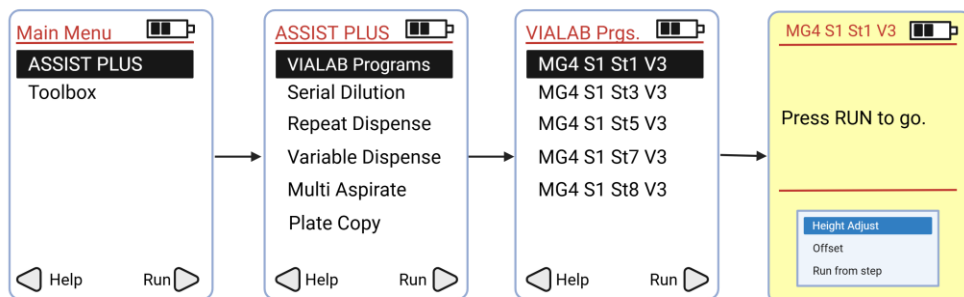 Main Menu
ASSIST PLUS
Toolbox
Help
Run
ASSIST PLUS
VIALAB Programs
Serial Dilution
Repeat Dispense
Variable Dispense
Multi Aspirate
Plate Copy
Help
Run
VIALAB Prgs.
MG4 S1 St1 V3
MG4 S1 St3 V3
MG4 S1 St5 V3
MG4 S1 St7 V3
MG4 S1 St8 V3
Help
Run
MG4 S1 St1 V3
Press RUN to go.
Height Adjust
Offset
Run from step